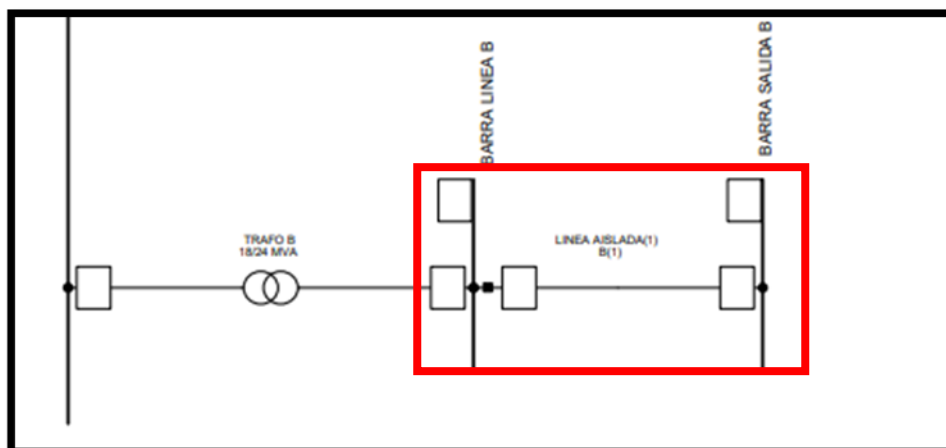 BARRA LINEA B
BARRA SALIDA B
TRAFO B
18/24 MVA
LINEA AISLADA(1)
B(1)